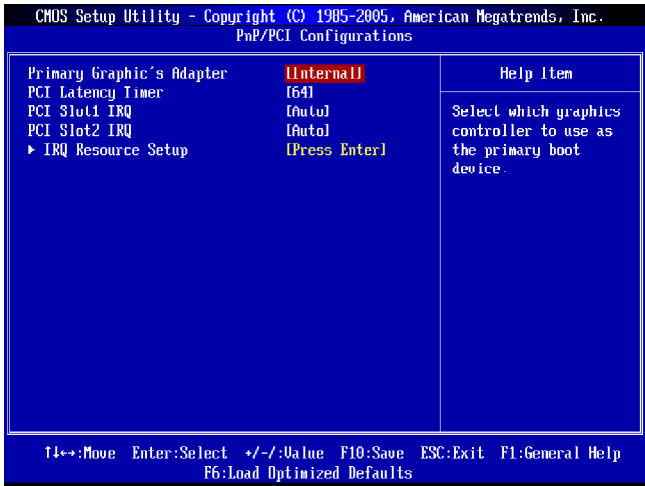 CMOS Setup Utility - Copyright (C) 1985-2005, American Megatrends, Inc.
PnP/PCI Configurations
Primary Graphic's Adapter [Internal]
PCI Latency Timer [64]
PCI Slot1 IRQ [Auto]
PCI Slot2 IRQ [Auto]
► IRQ Resource Setup [Press Enter]
Help Item
Select which graphics
controller to use as
the primary boot
device.
↑↓←→:Move Enter:Select +/-/:Value F10:Save ESC:Exit F1:General Help
F6:Load Optimized Defaults